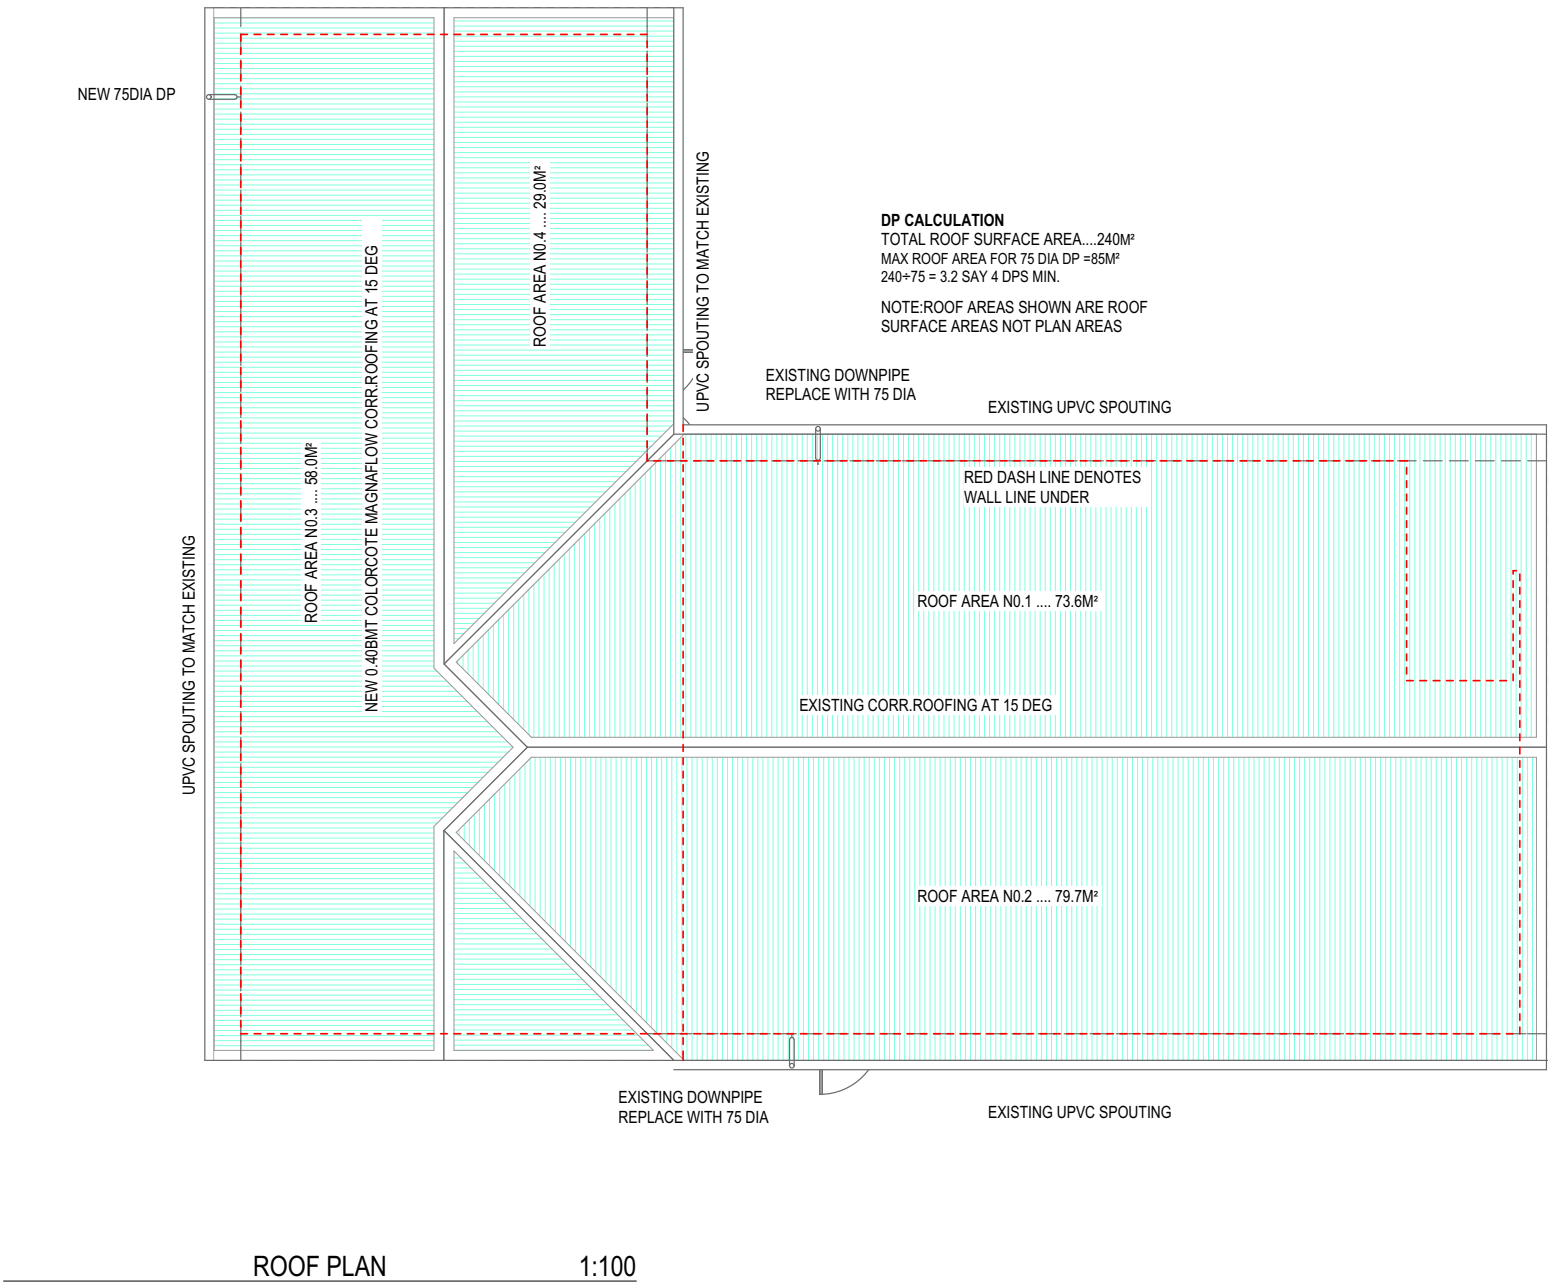 NEW 75DIA DP
ROOF AREA N0.4 .... 29.0M²
UPVC SPOUTING TO MATCH EXISTING
NEW 0.40BMT COLORCOTE MAGNAFLOW CORR.ROOFING AT 15 DEG
ROOF AREA N0.3 .... 58.0M²
UPVC SPOUTING TO MATCH EXISTING
DP CALCULATION
TOTAL ROOF SURFACE AREA....240M²
MAX ROOF AREA FOR 75 DIA DP =85M²
240÷75 = 3.2 SAY 4 DPS MIN.
NOTE:ROOF AREAS SHOWN ARE ROOF
SURFACE AREAS NOT PLAN AREAS
EXISTING DOWNPIPE
REPLACE WITH 75 DIA
EXISTING UPVC SPOUTING
RED DASH LINE DENOTES
WALL LINE UNDER
ROOF AREA N0.1 .... 73.6M²
EXISTING CORR.ROOFING AT 15 DEG
ROOF AREA N0.2 .... 79.7M²
EXISTING DOWNPIPE
REPLACE WITH 75 DIA
EXISTING UPVC SPOUTING
ROOF PLAN 1:100